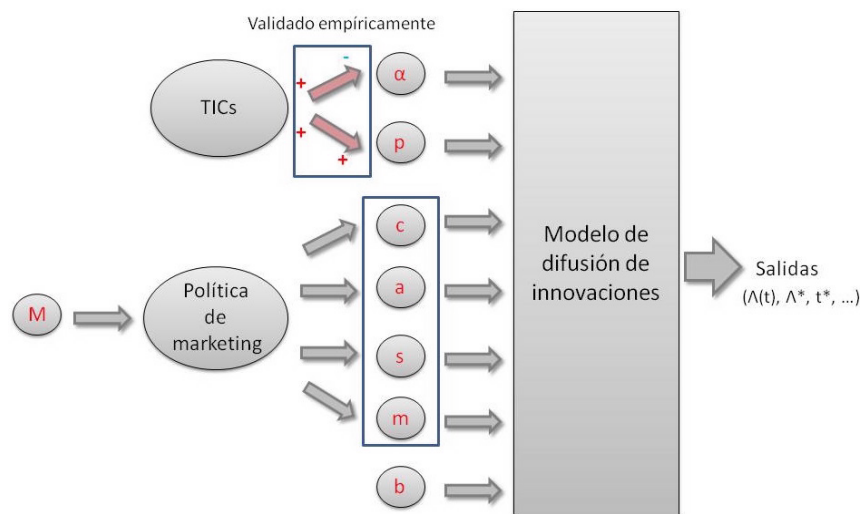 Validado empíricamente
TICs
+
-
α
+
+
p
M
Política
de
marketing
c
a
s
m
b
Modelo de
difusión de
innovaciones
Salidas
(Λ(t), Λ*, t*, ...)